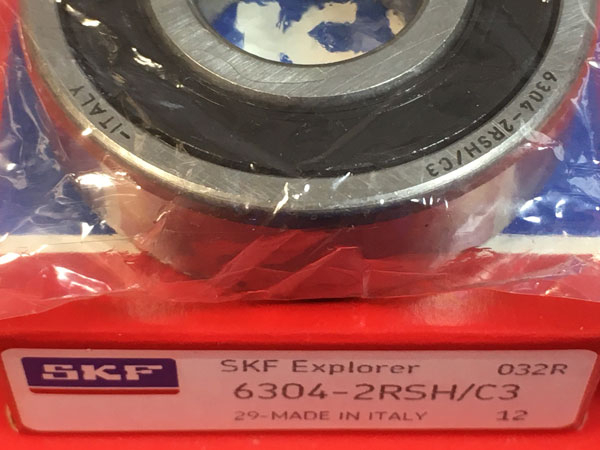 -ITALY
6304-2RSH/C3
SKF
SKF Explorer 032R
6304-2RSH/C3
29-MADE IN ITALY 12